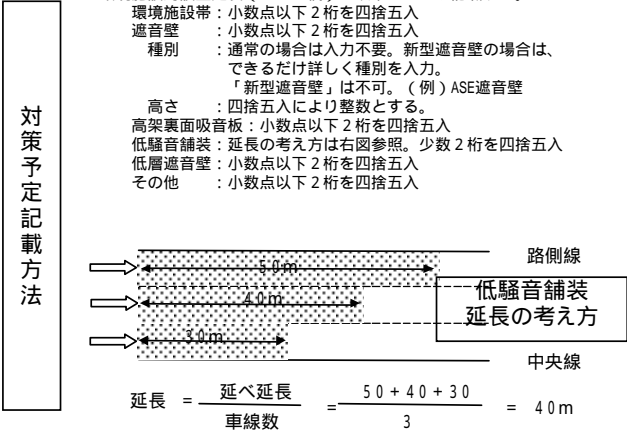 対策予定記載方法
環境施設帯：小数点以下２桁を四捨五入
遮音壁　　：小数点以下２桁を四捨五入
種別　　：通常の場合は入力不要。新型遮音壁の場合は、
できるだけ詳しく種別を入力。
「新型遮音壁」は不可。（例）ASE遮音壁
高さ　　：四捨五入により整数とする。
高架裏面吸音板：小数点以下２桁を四捨五入
低騒音舗装：延長の考え方は右図参照。少数２桁を四捨五入
低層遮音壁：小数点以下２桁を四捨五入
その他　　：小数点以下２桁を四捨五入
路側線
５０m
低騒音舗装
延長の考え方
４０m
３０m
中央線
延長 = 延べ延長 / 車線数 = ５０+４０+３０ / ３ = ４０m